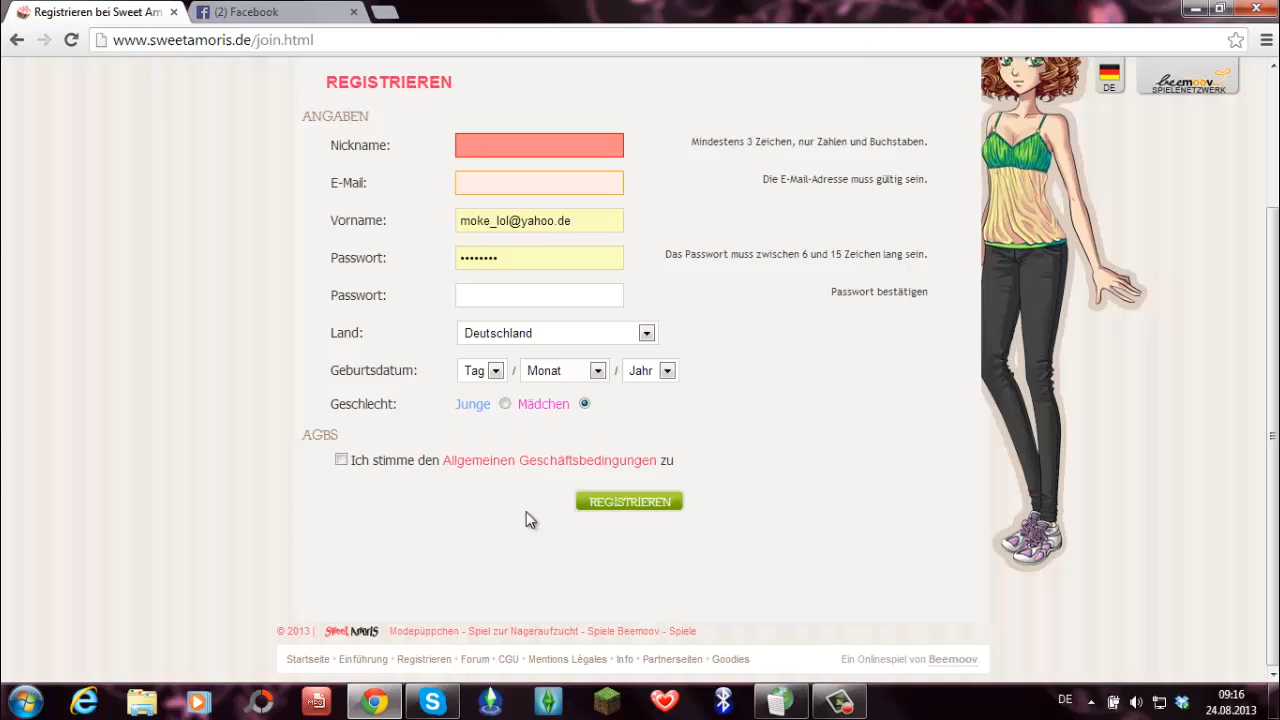 Registrieren bei Sweet Am
(2) Facebook
www.sweetamoris.de/join.html
REGISTRIEREN
DE
beemoov
SPIELENETZWERK
ANGABEN
Nickname:
Mindestens 3 Zeichen, nur Zahlen und Buchstaben.
E-Mail:
Die E-Mail-Adresse muss gültig sein.
Vorname: moke_lol@yahoo.de
Passwort: ••••••••
Das Passwort muss zwischen 6 und 15 Zeichen lang sein.
Passwort:
Passwort bestätigen
Land: Deutschland
Geburtsdatum: Tag / Monat / Jahr
Geschlecht: Junge Mädchen
AGBS
Ich stimme den Allgemeinen Geschäftsbedingungen zu
REGISTRIEREN
© 2013 | Sweet Amoris Modepüppchen - Spiel zur Nageraufzucht - Spiele Beemoov - Spiele
Startseite · Einführung · Registrieren · Forum · CGU · Mentions Légales · Info · Partnerseiten · Goodies
Ein Onlinespiel von Beemoov.
DE
09:16
24.08.2013